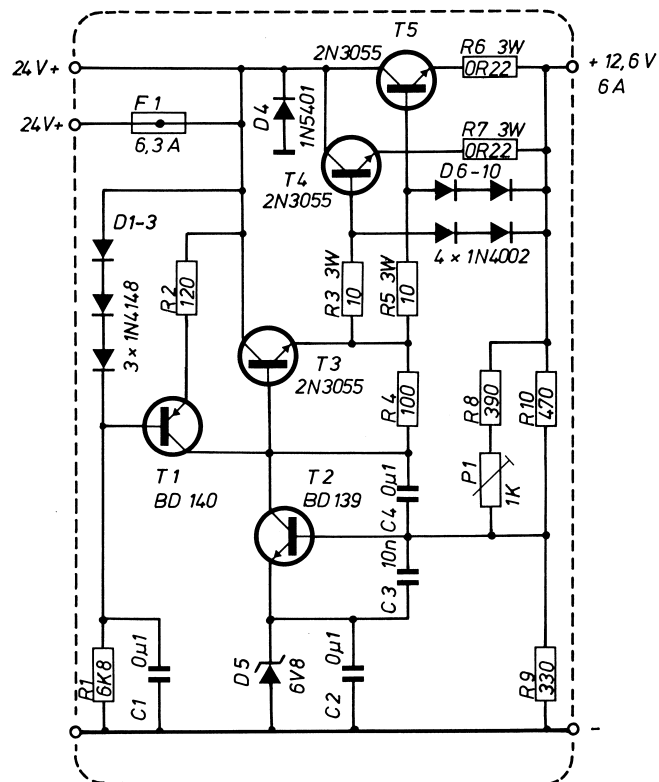 T5
2N3055
R6 3W
0R22
24V+
+ 12,6 V
6A
F1
24V+
6,3 A
D4
1N5401
R7 3W
0R22
T4
2N3055
D6-10
4 × 1N4002
D1-3
3 × 1N4148
R2
120
R3 3W
10
R5 3W
10
T3
2N3055
R4
100
R8
390
R10
470
T1
BD 140
T2
BD 139
C4 0µ1
P1
1K
C3 10n
R1
6K8
C1 0µ1
D5
6V8
C2 0µ1
R9
330
-